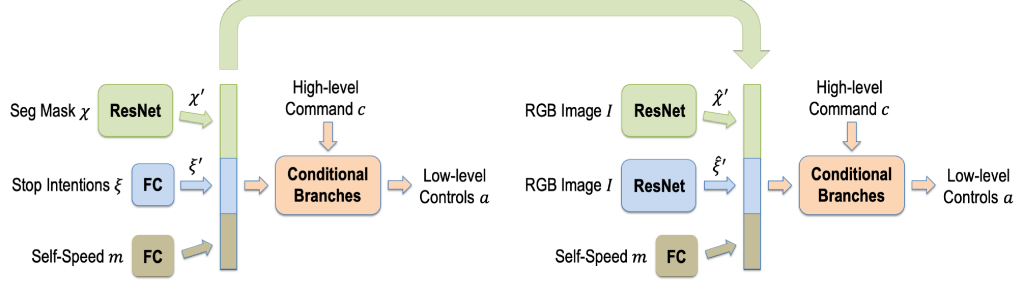 High-level
Command c
Seg Mask χ
ResNet
χ′
Stop Intentions ξ
FC
ξ′
Conditional
Branches
Low-level
Controls a
Self-Speed m
FC
High-level
Command c
RGB Image I
ResNet
χ̂′
RGB Image I
ResNet
ξ̂′
Conditional
Branches
Low-level
Controls a
Self-Speed m
FC